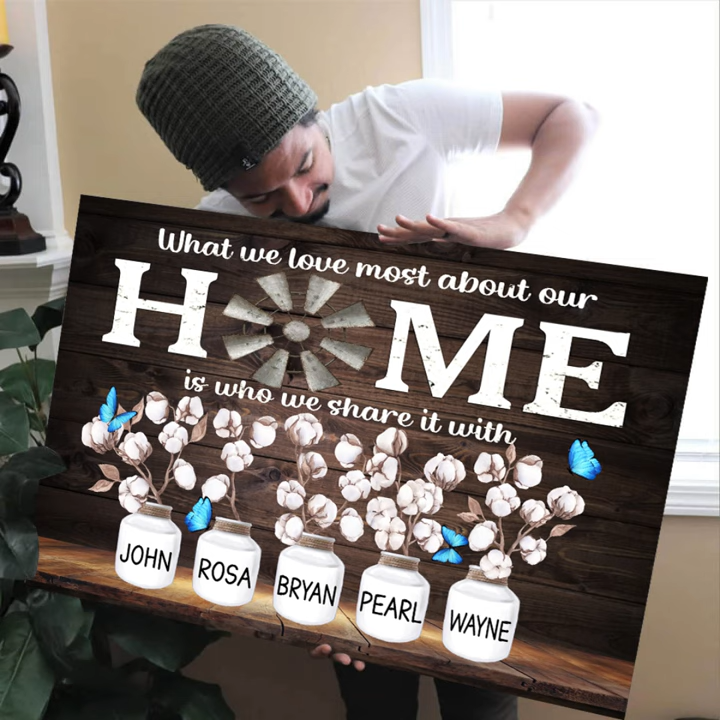 What we love most about our
HOME
is who we share it with
JOHN
ROSA
BRYAN
PEARL
WAYNE